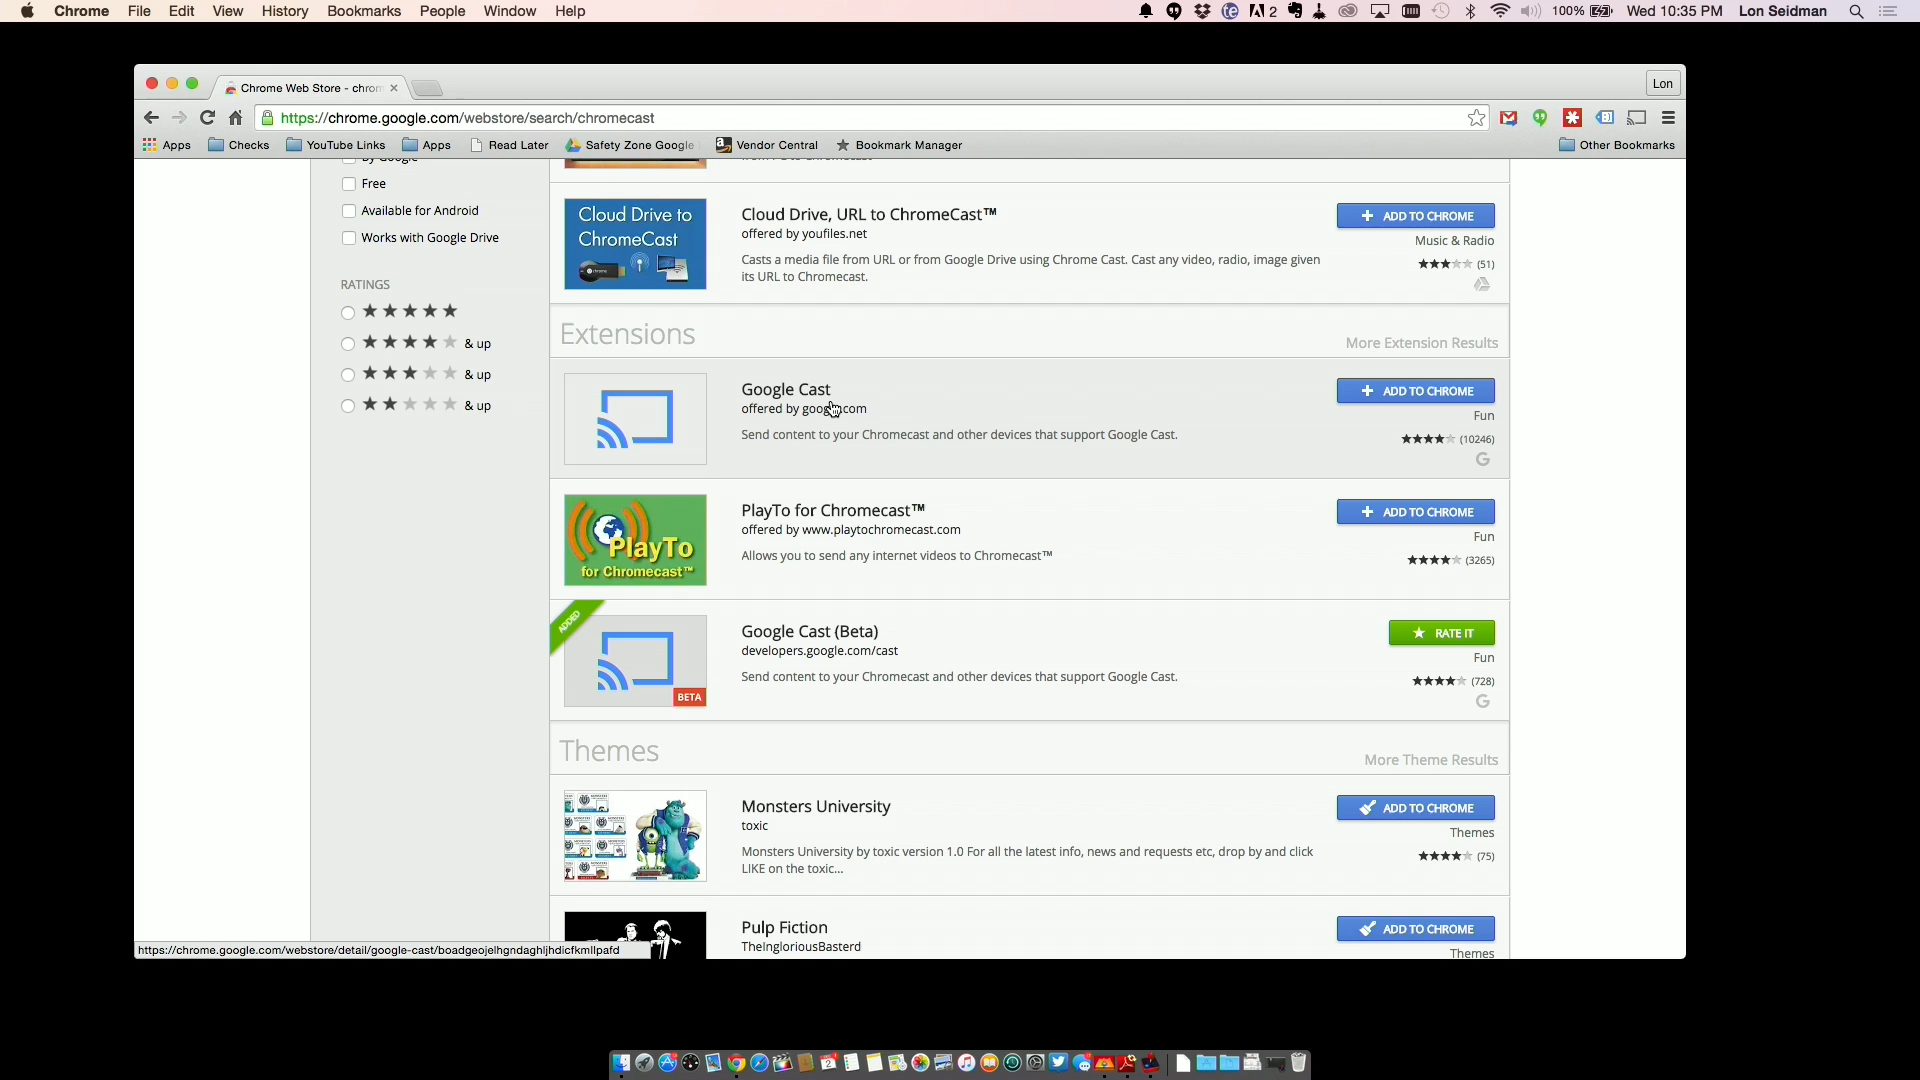 Chrome File Edit View History Bookmarks People Window Help 2 100% Wed 10:35 PM Lon Seidman
Chrome Web Store - chrom Lon
https://chrome.google.com/webstore/search/chromecast
Apps Checks YouTube Links Apps Read Later Safety Zone Google Vendor Central Bookmark Manager Other Bookmarks
By Google
Free
Available for Android
Works with Google Drive
RATINGS
& up
& up
& up
from PC to Chromecast
Cloud Drive to
ChromeCast
Cloud Drive, URL to ChromeCast™
offered by youfiles.net
Casts a media file from URL or from Google Drive using Chrome Cast. Cast any video, radio, image given
its URL to Chromecast.
ADD TO CHROME
Music & Radio
(51)
Extensions
More Extension Results
Google Cast
offered by google.com
Send content to your Chromecast and other devices that support Google Cast.
ADD TO CHROME
Fun
(10246)
PlayTo
for Chromecast™
PlayTo for Chromecast™
offered by www.playtochromecast.com
Allows you to send any internet videos to Chromecast™
ADD TO CHROME
Fun
(3265)
ADDED
BETA
Google Cast (Beta)
developers.google.com/cast
Send content to your Chromecast and other devices that support Google Cast.
RATE IT
Fun
(728)
Themes
More Theme Results
Monsters University
toxic
Monsters University by toxic version 1.0 For all the latest info, news and requests etc, drop by and click
LIKE on the toxic...
ADD TO CHROME
Themes
(75)
Pulp Fiction
TheIngloriousBasterd
ADD TO CHROME
Themes
https://chrome.google.com/webstore/detail/google-cast/boadgeojelhgndaghljhdicfkmllpafd